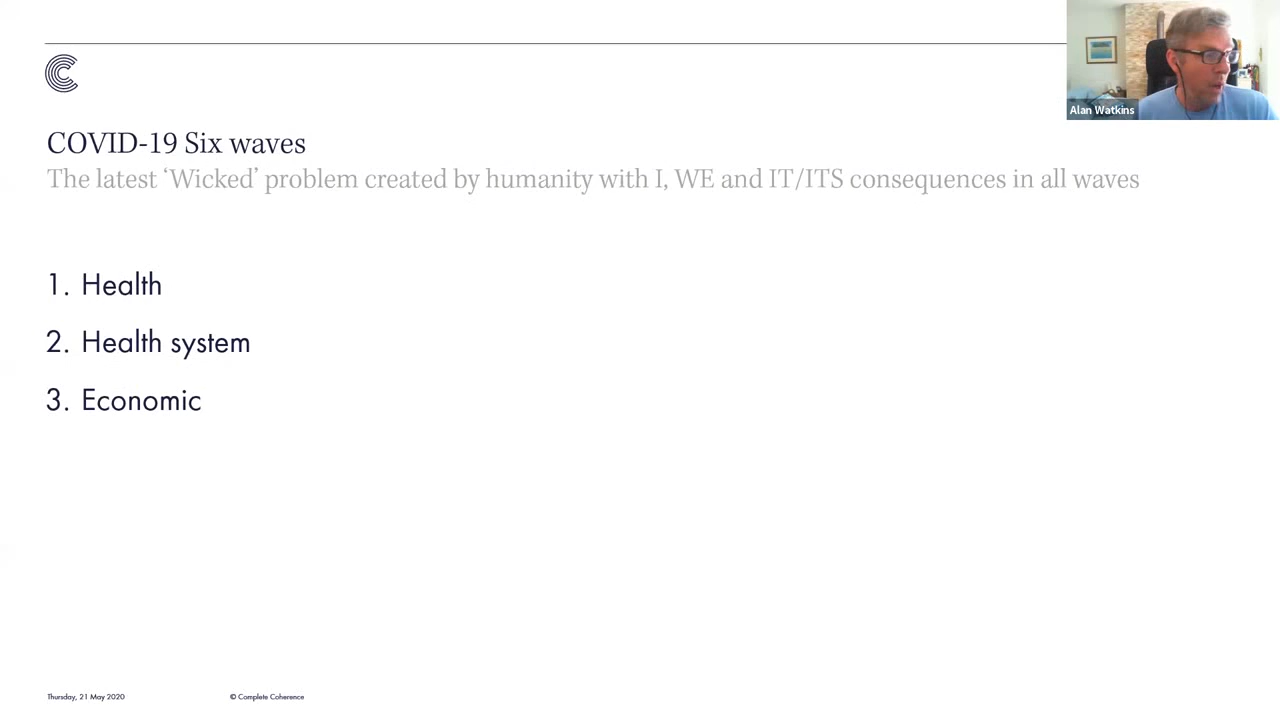 Alan Watkins
COVID-19 Six waves
The latest ‘Wicked’ problem created by humanity with I, WE and IT/ITS consequences in all waves
1. Health
2. Health system
3. Economic
Thursday, 21 May 2020
© Complete Coherence